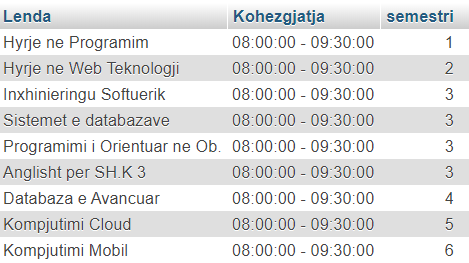 Lenda Kohezgjatja semestri
Hyrje ne Programim 08:00:00 - 09:30:00 1
Hyrje ne Web Teknologji 08:00:00 - 09:30:00 2
Inxhinieringu Softuerik 08:00:00 - 09:30:00 3
Sistemet e databazave 08:00:00 - 09:30:00 3
Programimi i Orientuar ne Ob. 08:00:00 - 09:30:00 3
Anglisht per SH.K 3 08:00:00 - 09:30:00 3
Databaza e Avancuar 08:00:00 - 09:30:00 4
Kompjutimi Cloud 08:00:00 - 09:30:00 5
Kompjutimi Mobil 08:00:00 - 09:30:00 6